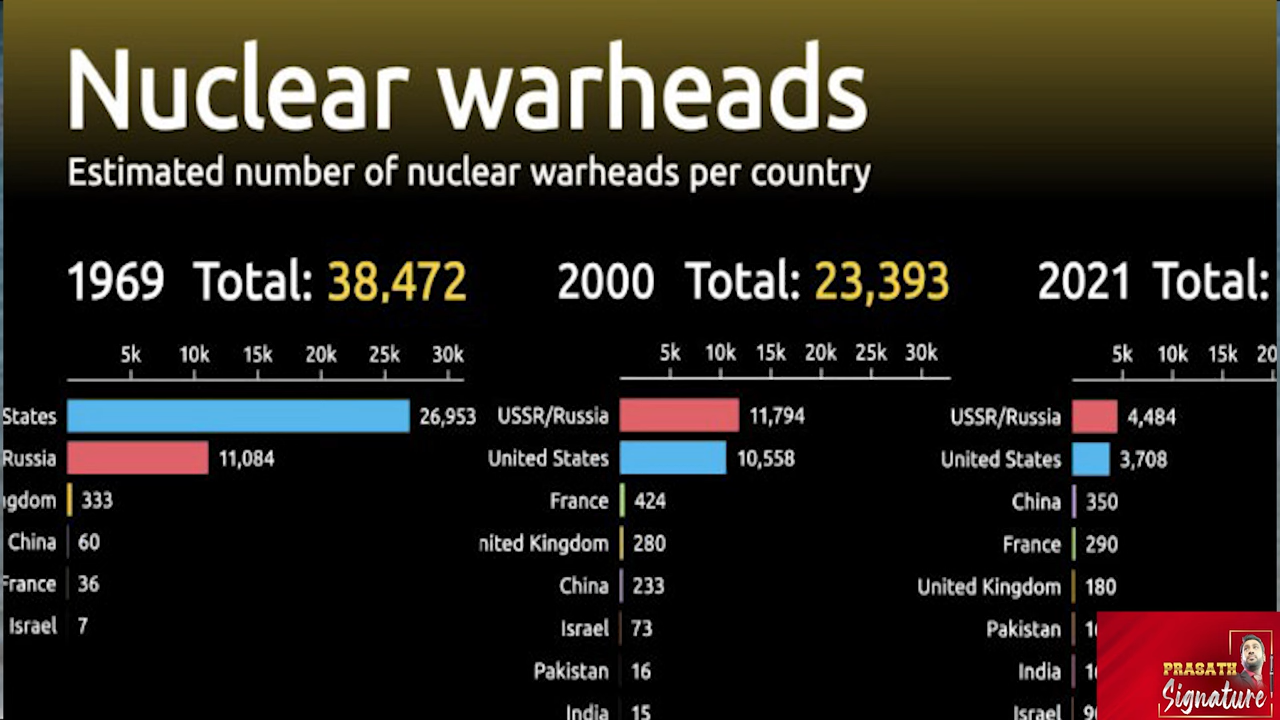 Nuclear warheads
Estimated number of nuclear warheads per country
1969 Total: 38,472
5k 10k 15k 20k 25k 30k
States 26,953
Russia 11,084
333
China 60
France 36
Israel 7
2000 Total: 23,393
5k 10k 15k 20k 25k 30k
USSR/Russia 11,794
United States 10,558
France 424
Kingdom 280
China 233
Israel 73
Pakistan 16
India 15
2021 Total:
5k 10k 15k
USSR/Russia 4,484
United States 3,708
China 350
France 290
United Kingdom 180
Pakistan
India
Israel
PRASATH
Signature